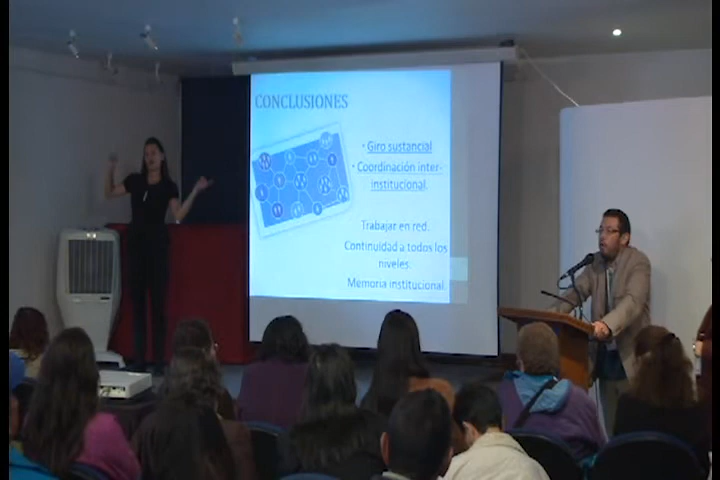 CONCLUSIONES
• Giro sustancial
• Coordinación inter-
institucional.
Trabajar en red.
Continuidad a todos los
niveles.
Memoria institucional.